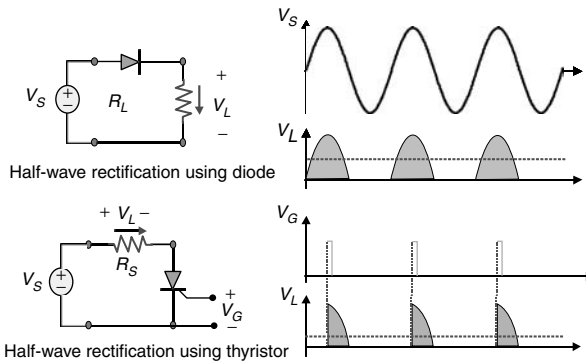 V_S
R_L
+
V_L
−
Half-wave rectification using diode
V_S
V_L
+ V_L −
R_S
V_S
+
V_G
−
Half-wave rectification using thyristor
V_G
V_L